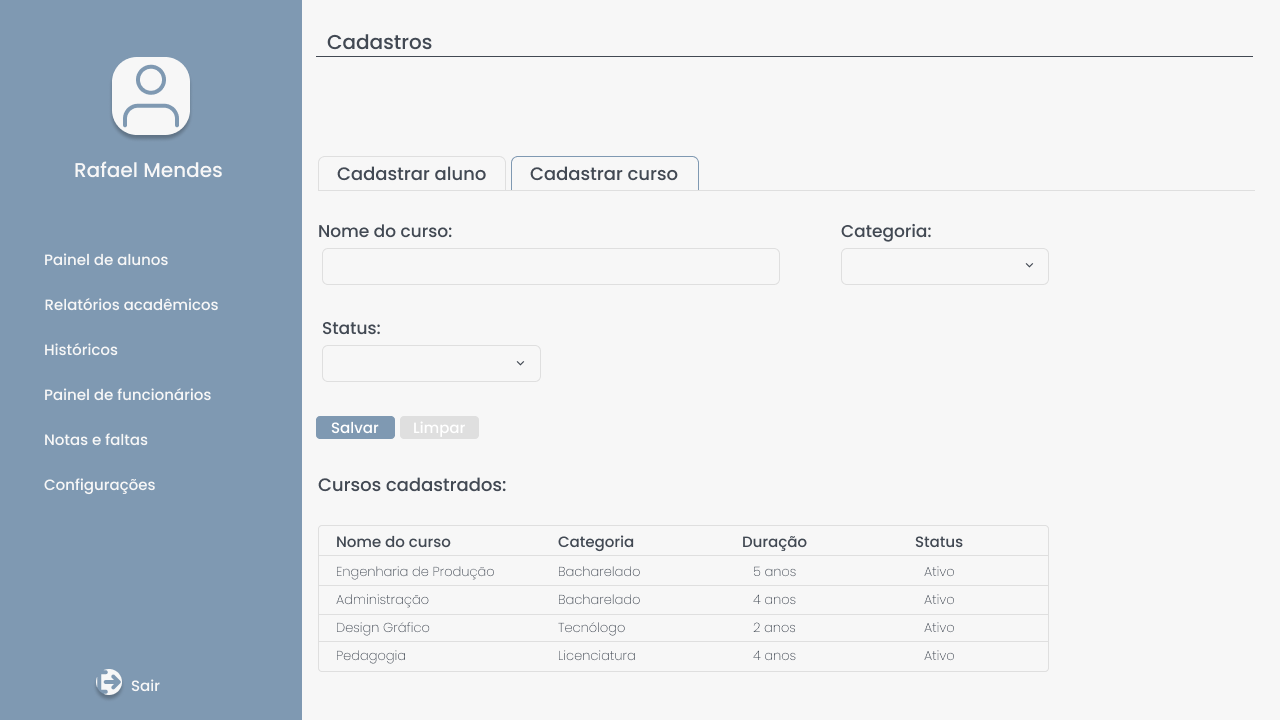 Rafael Mendes
Painel de alunos
Relatórios acadêmicos
Históricos
Painel de funcionários
Notas e faltas
Configurações
Sair
Cadastros
Cadastrar aluno Cadastrar curso
Nome do curso: Categoria:
Status:
Salvar Limpar
Cursos cadastrados:
Nome do curso Categoria Duração Status
Engenharia de Produção Bacharelado 5 anos Ativo
Administração Bacharelado 4 anos Ativo
Design Gráfico Tecnólogo 2 anos Ativo
Pedagogia Licenciatura 4 anos Ativo